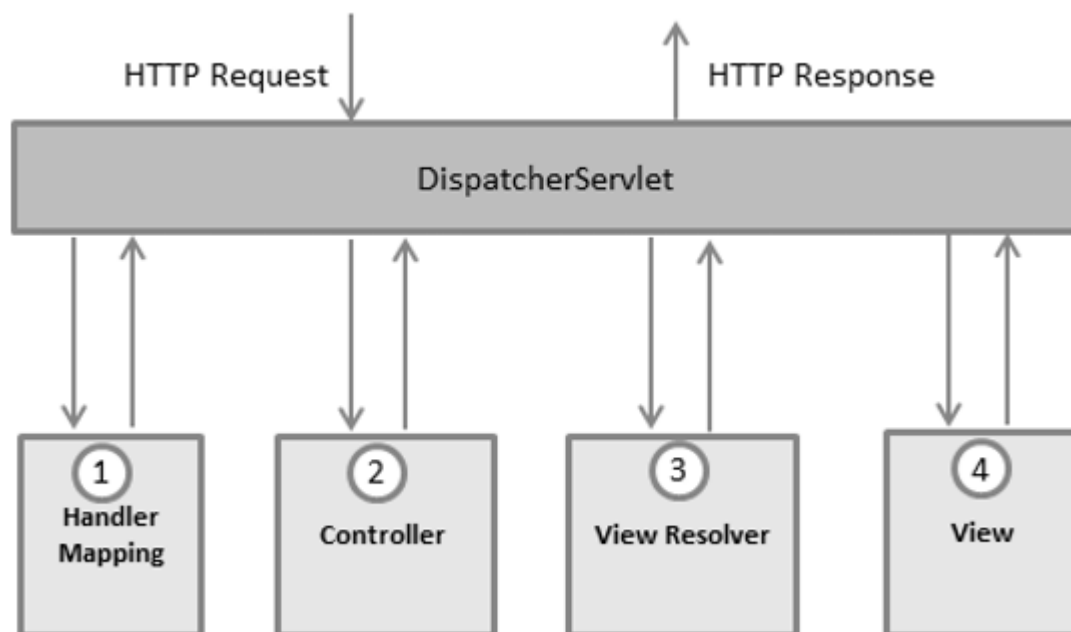 HTTP Request
HTTP Response
DispatcherServlet
1
Handler
Mapping
2
Controller
3
View Resolver
4
View